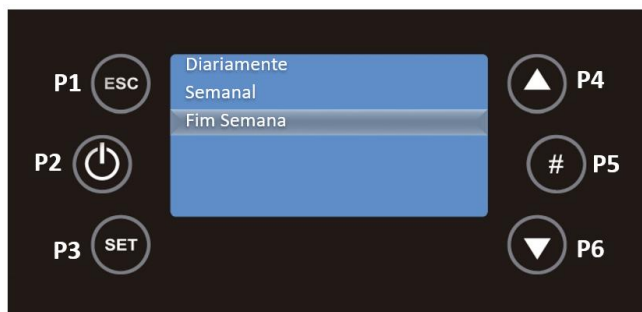 P1 ESC
Diariamente
Semanal
Fim Semana
P4
P2
# P5
P3 SET
P6